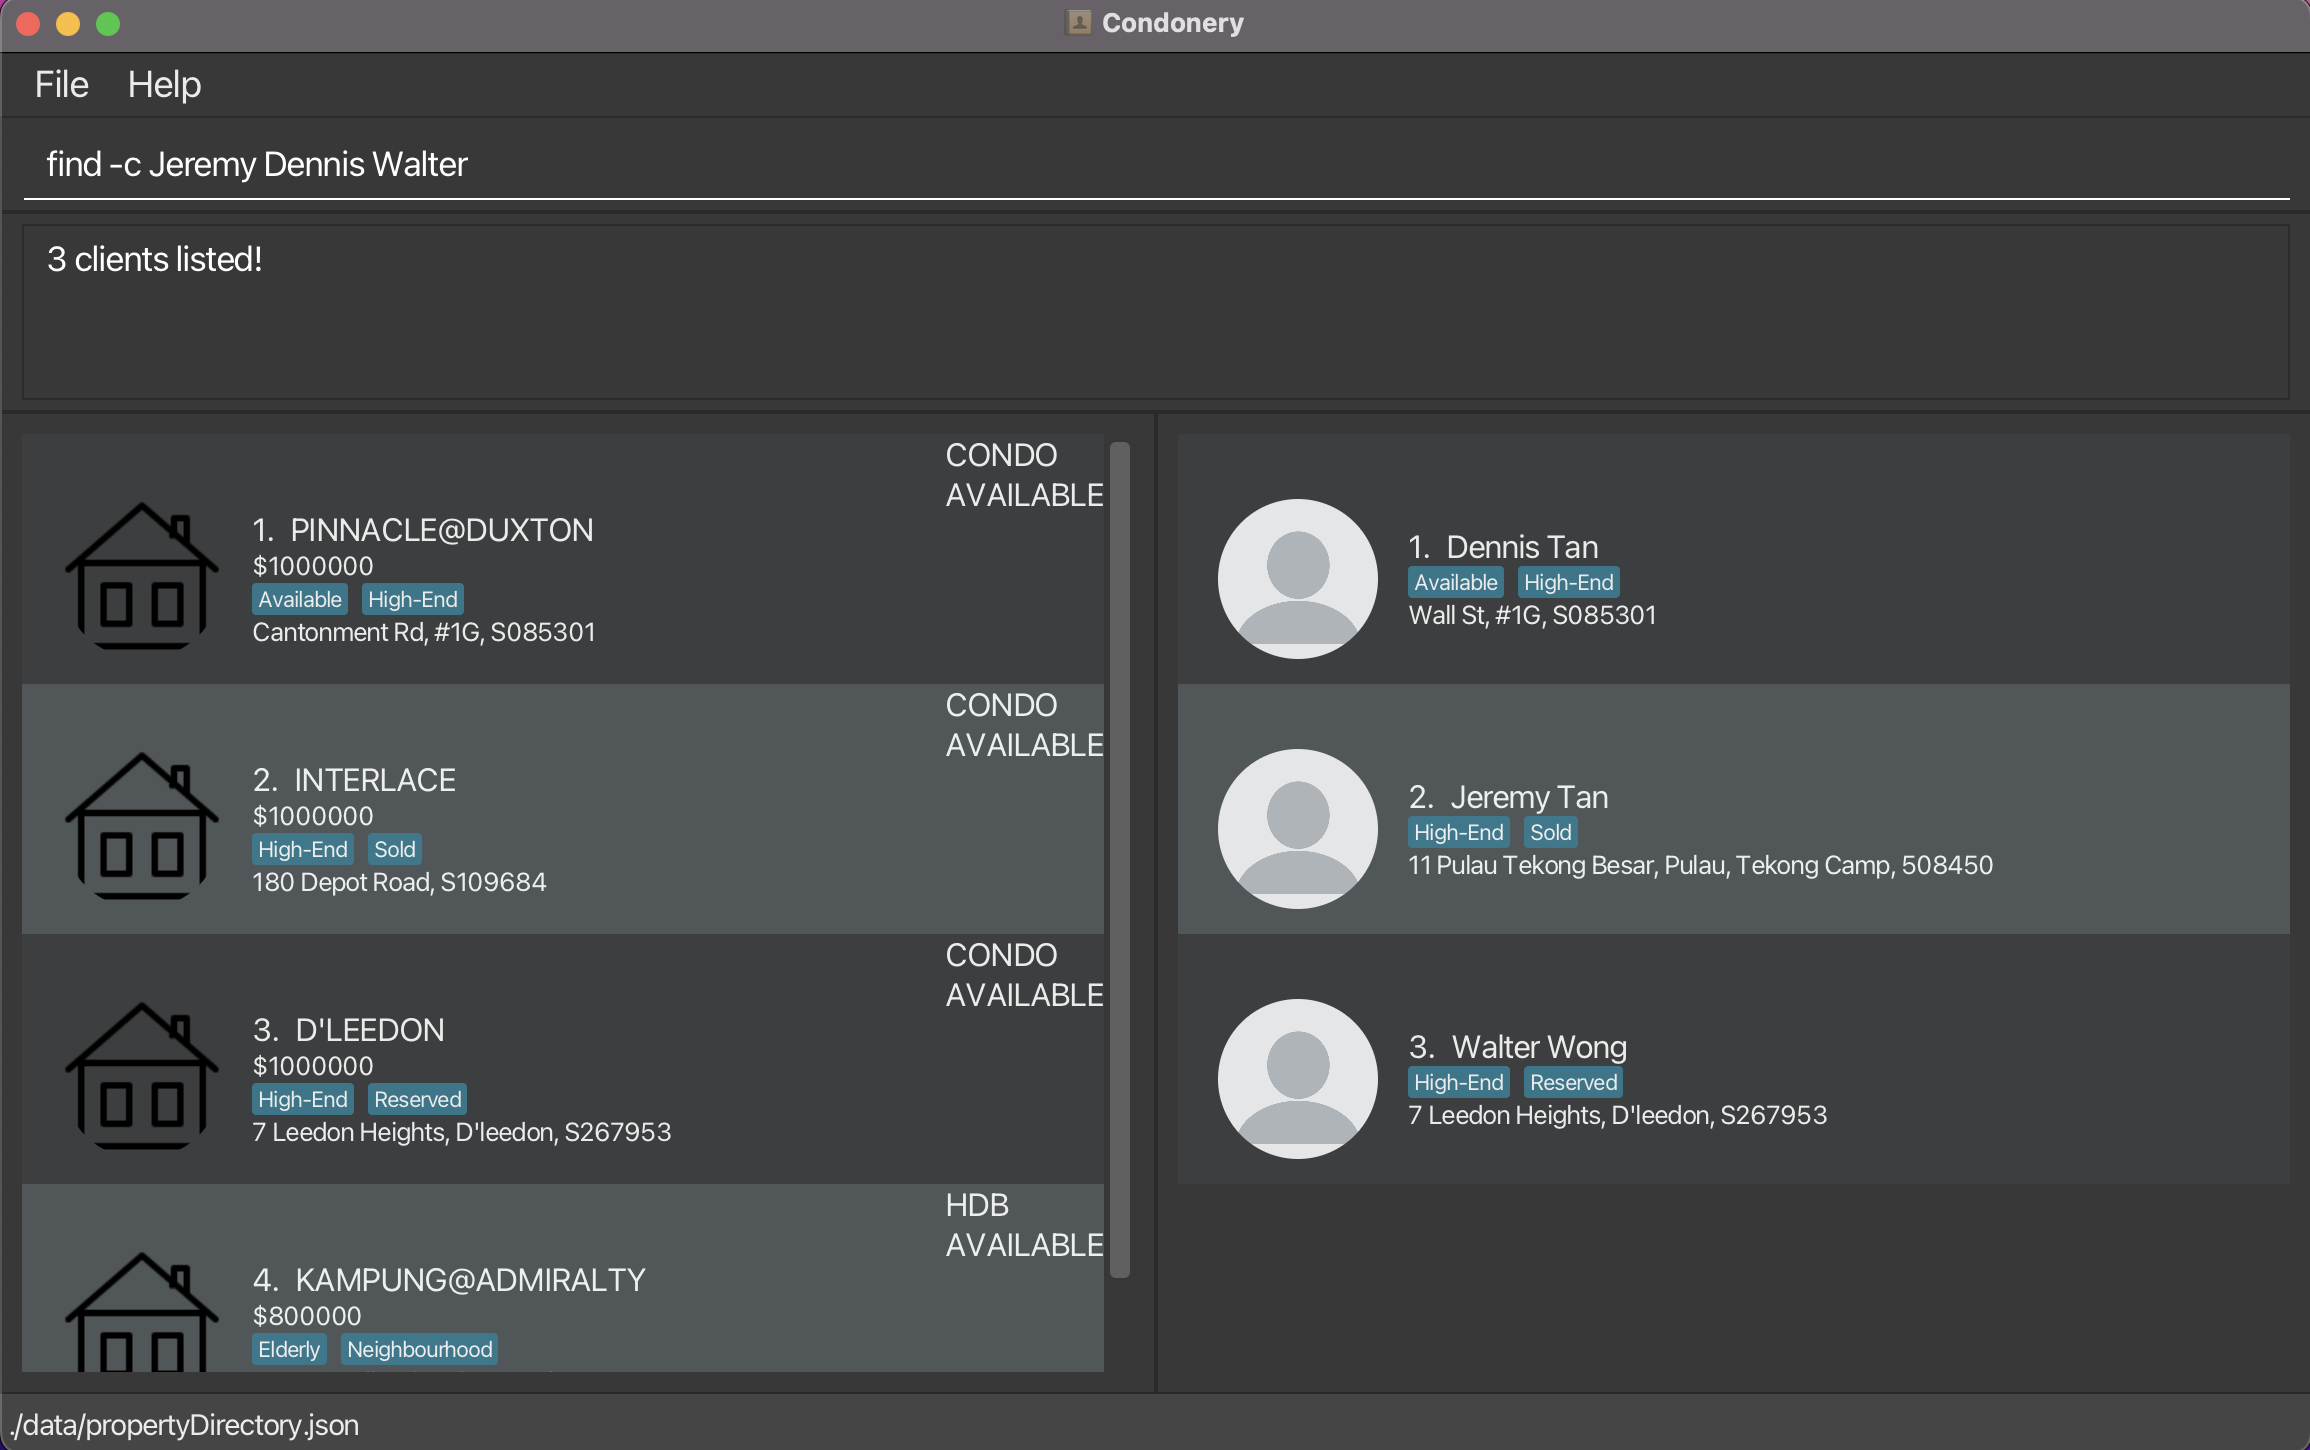 Condonery
File Help
find -c Jeremy Dennis Walter
3 clients listed!
CONDO
AVAILABLE
1. PINNACLE@DUXTON
$1000000
Available High-End
Cantonment Rd, #1G, S085301
CONDO
AVAILABLE
2. INTERLACE
$1000000
High-End Sold
180 Depot Road, S109684
CONDO
AVAILABLE
3. D'LEEDON
$1000000
High-End Reserved
7 Leedon Heights, D'leedon, S267953
HDB
AVAILABLE
4. KAMPUNG@ADMIRALTY
$800000
Elderly Neighbourhood
1. Dennis Tan
Available High-End
Wall St, #1G, S085301
2. Jeremy Tan
High-End Sold
11 Pulau Tekong Besar, Pulau, Tekong Camp, 508450
3. Walter Wong
High-End Reserved
7 Leedon Heights, D'leedon, S267953
./data/propertyDirectory.json